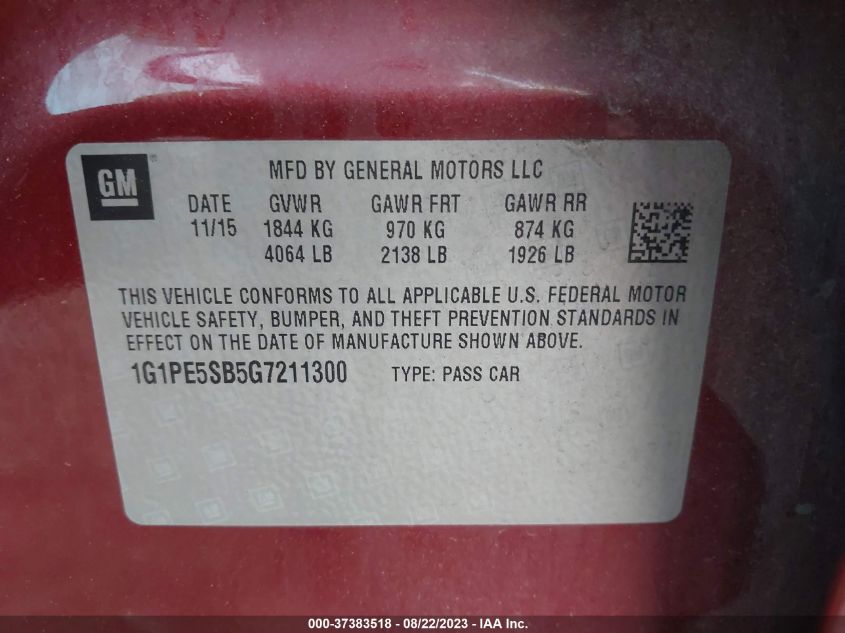 GM ®
MFD BY GENERAL MOTORS LLC
DATE GVWR GAWR FRT GAWR RR
11/15 1844 KG 970 KG 874 KG
4064 LB 2138 LB 1926 LB
THIS VEHICLE CONFORMS TO ALL APPLICABLE U.S. FEDERAL MOTOR
VEHICLE SAFETY, BUMPER, AND THEFT PREVENTION STANDARDS IN
EFFECT ON THE DATE OF MANUFACTURE SHOWN ABOVE.
1G1PE5SB5G7211300 TYPE: PASS CAR
000-37383518 - 08/22/2023 - Copyright © 2023 IAA, Inc.